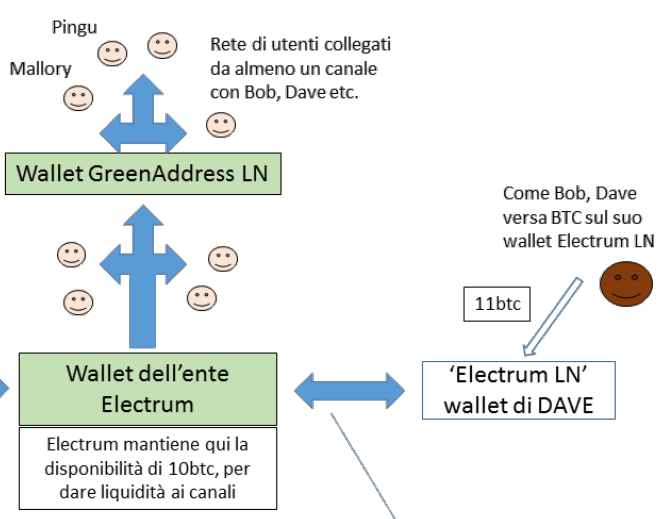 Pingu
Mallory
Rete di utenti collegati
da almeno un canale
con Bob, Dave etc.
Wallet GreenAddress LN
Come Bob, Dave
versa BTC sul suo
wallet Electrum LN
11btc
Wallet dell’ente
Electrum
Electrum mantiene qui la
disponibilità di 10btc, per
dare liquidità ai canali
‘Electrum LN’
wallet di DAVE